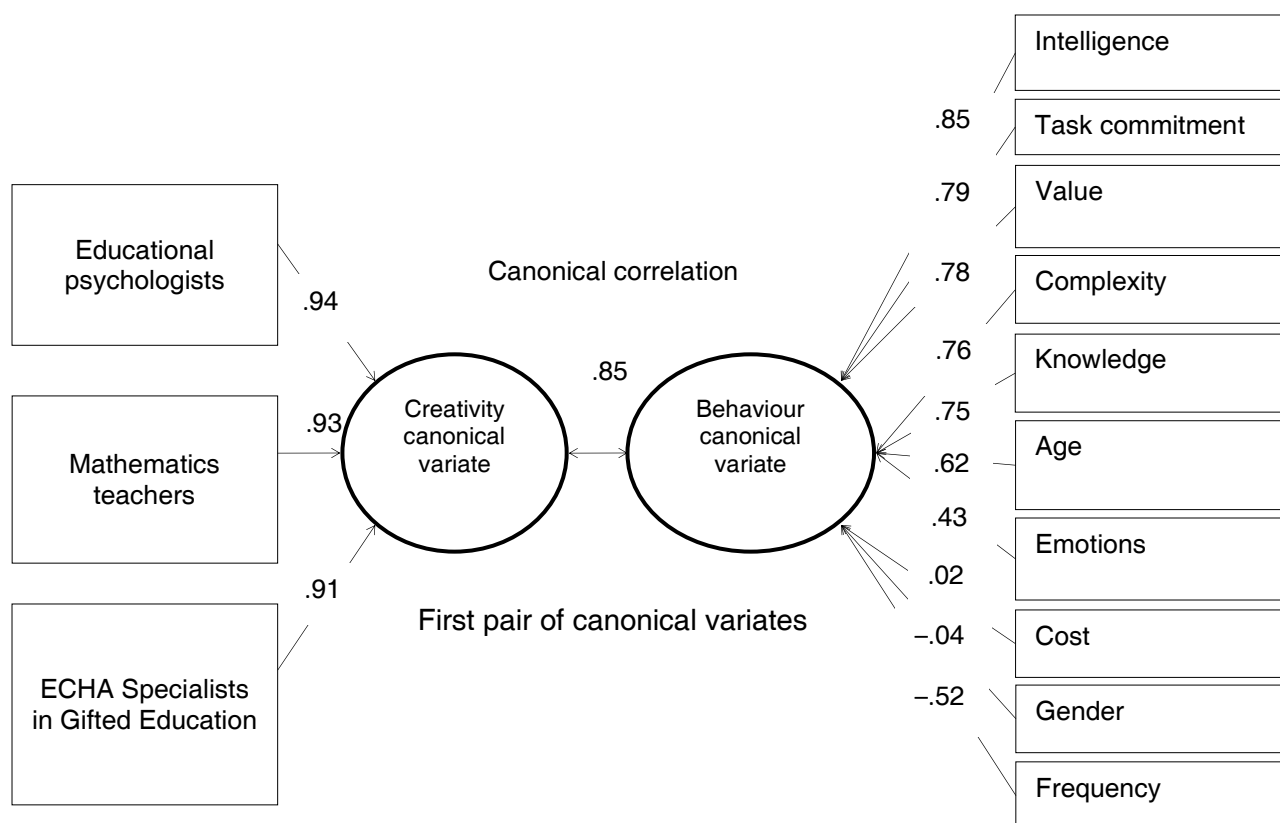 Educational
psychologists
Mathematics
teachers
ECHA Specialists
in Gifted Education
.94
.93
.91
Canonical correlation
.85
Creativity
canonical
variate
Behaviour
canonical
variate
First pair of canonical variates
.85
.79
.78
.76
.75
.62
.43
.02
–.04
–.52
Intelligence
Task commitment
Value
Complexity
Knowledge
Age
Emotions
Cost
Gender
Frequency